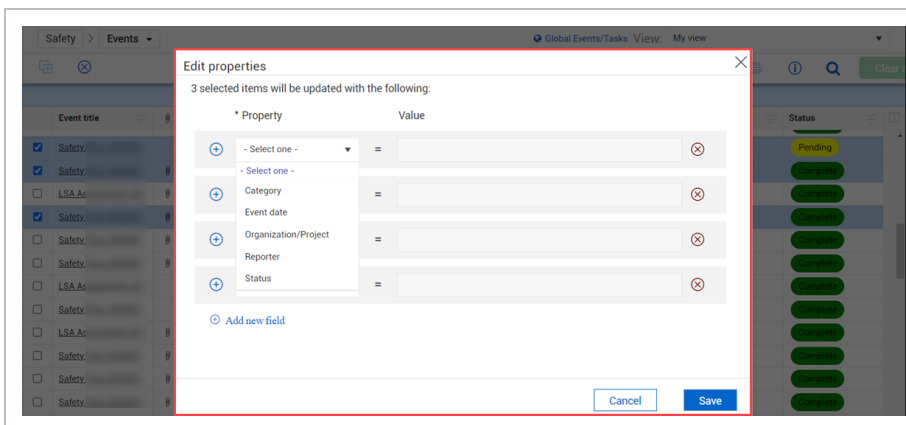 Safety > Events
Global Events/Tasks View: My view
Clear
Edit properties
3 selected items will be updated with the following:
* Property Value
Event title
Status
- Select one - =
- Select one -
Category =
Event date
Organization/Project =
Reporter
Status =
Add new field
Cancel Save
Safety Pending
Safety Complete
LSA Complete
Safety Complete
Safety Complete
Safety Complete
LSA Complete
Safety Complete
LSA Complete
Safety Complete
Safety Complete
Safety Complete